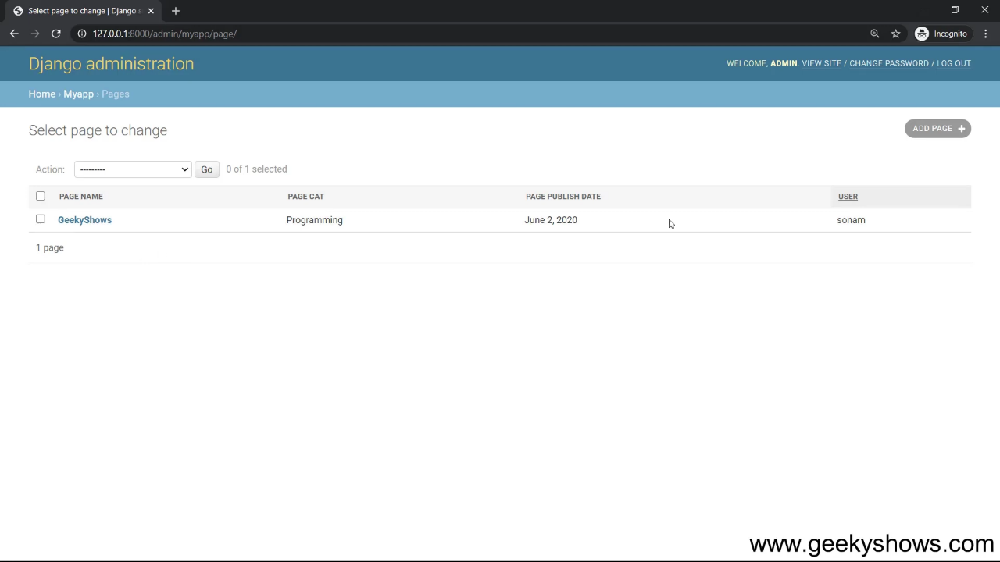 Select page to change | Django s
127.0.0.1:8000/admin/myapp/page/
Incognito
Django administration
WELCOME, ADMIN. VIEW SITE / CHANGE PASSWORD / LOG OUT
Home › Myapp › Pages
Select page to change
ADD PAGE +
Action: --------- Go 0 of 1 selected
PAGE NAME PAGE CAT PAGE PUBLISH DATE USER
GeekyShows Programming June 2, 2020 sonam
1 page
www.geekyshows.com